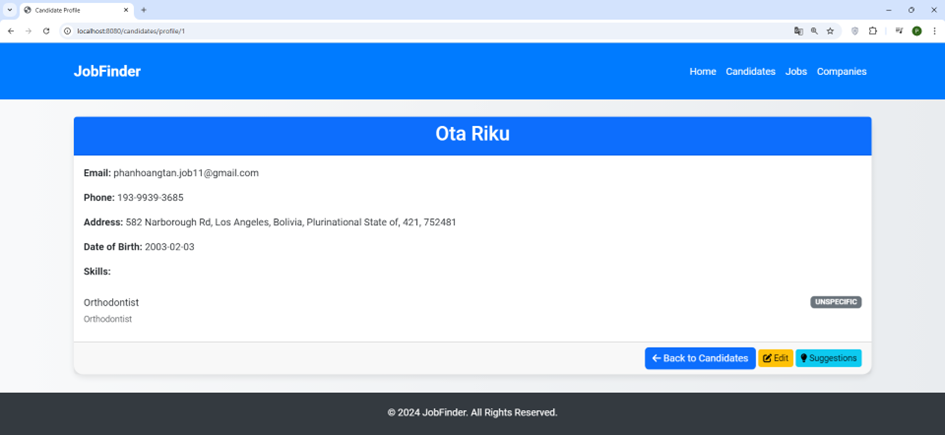 Candidate Profile
localhost:8080/candidates/profile/1
JobFinder
Home Candidates Jobs Companies
Ota Riku
Email: phanhoangtan.job11@gmail.com
Phone: 193-9939-3685
Address: 582 Narborough Rd, Los Angeles, Bolivia, Plurinational State of, 421, 752481
Date of Birth: 2003-02-03
Skills:
Orthodontist UNSPECIFIC
Orthodontist
Back to Candidates Edit Suggestions
© 2024 JobFinder. All Rights Reserved.